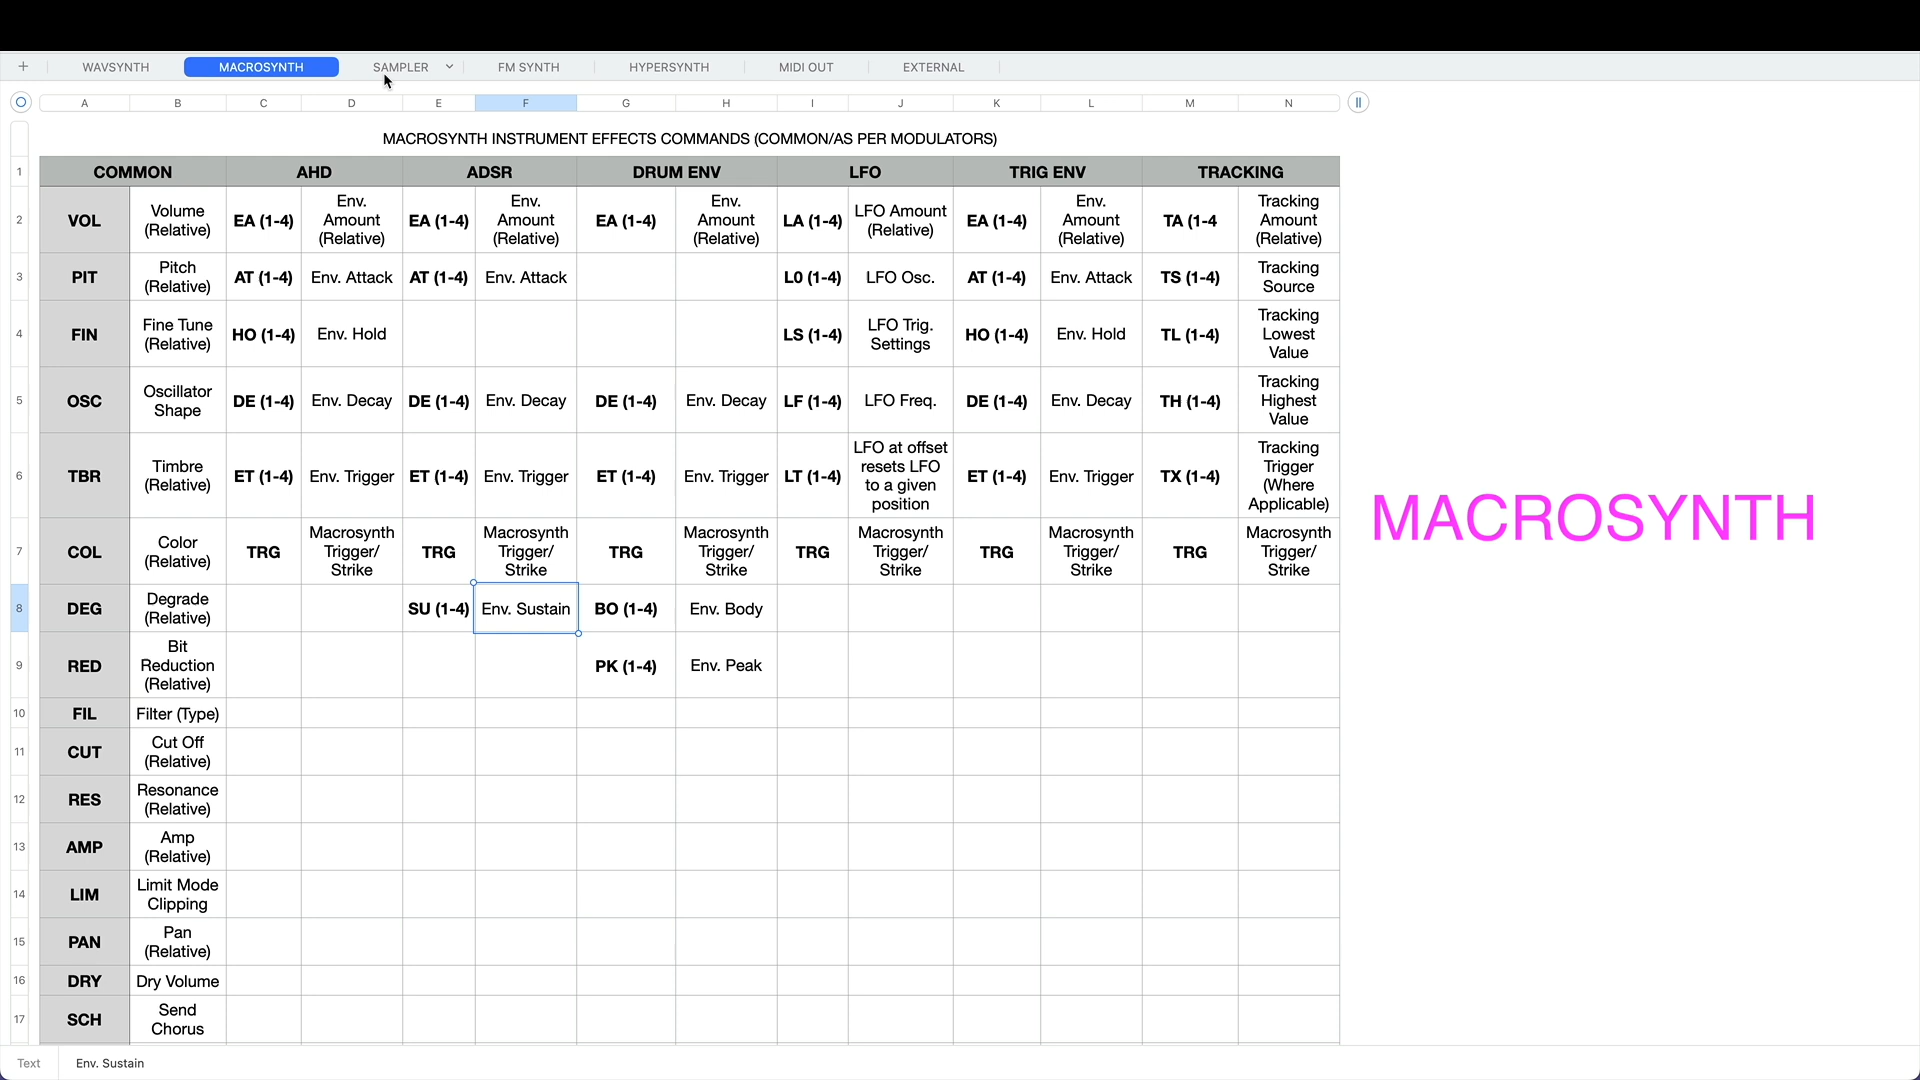 + WAVSYNTH MACROSYNTH SAMPLER FM SYNTH HYPERSYNTH MIDI OUT EXTERNAL
A B C D E F G H I J K L M N
MACROSYNTH INSTRUMENT EFFECTS COMMANDS (COMMON/AS PER MODULATORS)
1 COMMON AHD ADSR DRUM ENV LFO TRIG ENV TRACKING
2 VOL Volume (Relative) EA (1-4) Env. Amount (Relative) EA (1-4) Env. Amount (Relative) EA (1-4) Env. Amount (Relative) LA (1-4) LFO Amount (Relative) EA (1-4) Env. Amount (Relative) TA (1-4 Tracking Amount (Relative)
3 PIT Pitch (Relative) AT (1-4) Env. Attack AT (1-4) Env. Attack L0 (1-4) LFO Osc. AT (1-4) Env. Attack TS (1-4) Tracking Source
4 FIN Fine Tune (Relative) HO (1-4) Env. Hold LS (1-4) LFO Trig. Settings HO (1-4) Env. Hold TL (1-4) Tracking Lowest Value
5 OSC Oscillator Shape DE (1-4) Env. Decay DE (1-4) Env. Decay DE (1-4) Env. Decay LF (1-4) LFO Freq. DE (1-4) Env. Decay TH (1-4) Tracking Highest Value
6 TBR Timbre (Relative) ET (1-4) Env. Trigger ET (1-4) Env. Trigger ET (1-4) Env. Trigger LT (1-4) LFO at offset resets LFO to a given position ET (1-4) Env. Trigger TX (1-4) Tracking Trigger (Where Applicable)
7 COL Color (Relative) TRG Macrosynth Trigger/ Strike TRG Macrosynth Trigger/ Strike TRG Macrosynth Trigger/ Strike TRG Macrosynth Trigger/ Strike TRG Macrosynth Trigger/ Strike TRG Macrosynth Trigger/ Strike
8 DEG Degrade (Relative) SU (1-4) Env. Sustain BO (1-4) Env. Body
9 RED Bit Reduction (Relative) PK (1-4) Env. Peak
10 FIL Filter (Type)
11 CUT Cut Off (Relative)
12 RES Resonance (Relative)
13 AMP Amp (Relative)
14 LIM Limit Mode Clipping
15 PAN Pan (Relative)
16 DRY Dry Volume
17 SCH Send Chorus
MACROSYNTH
Text Env. Sustain